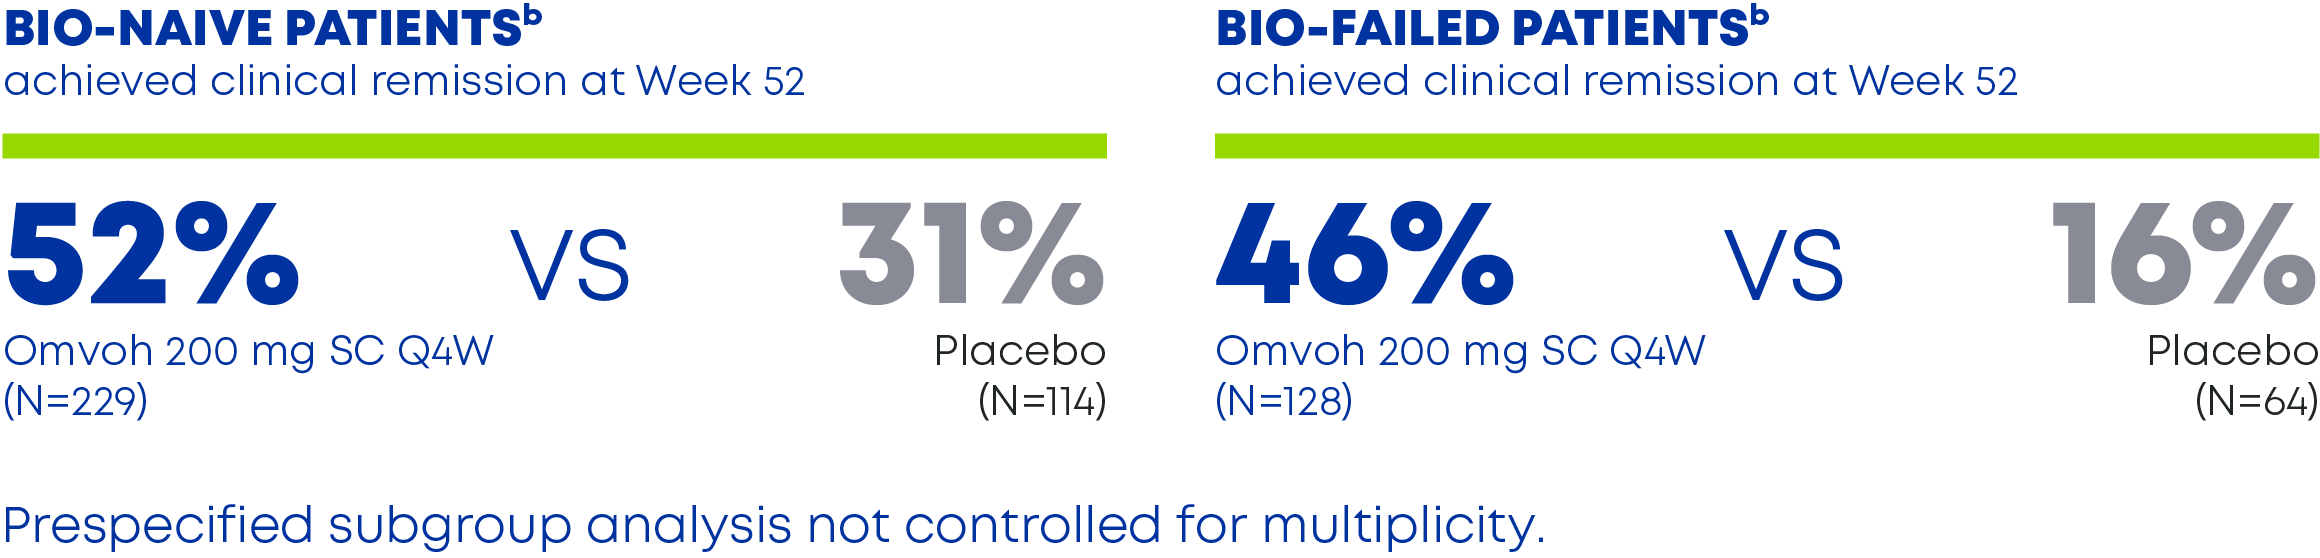 BIO-NAIVE PATIENTSᵇ
achieved clinical remission at Week 52
52% VS 31%
Omvoh 200 mg SC Q4W
(N=229)
Placebo
(N=114)
BIO-FAILED PATIENTSᵇ
achieved clinical remission at Week 52
46% VS 16%
Omvoh 200 mg SC Q4W
(N=128)
Placebo
(N=64)
Prespecified subgroup analysis not controlled for multiplicity.